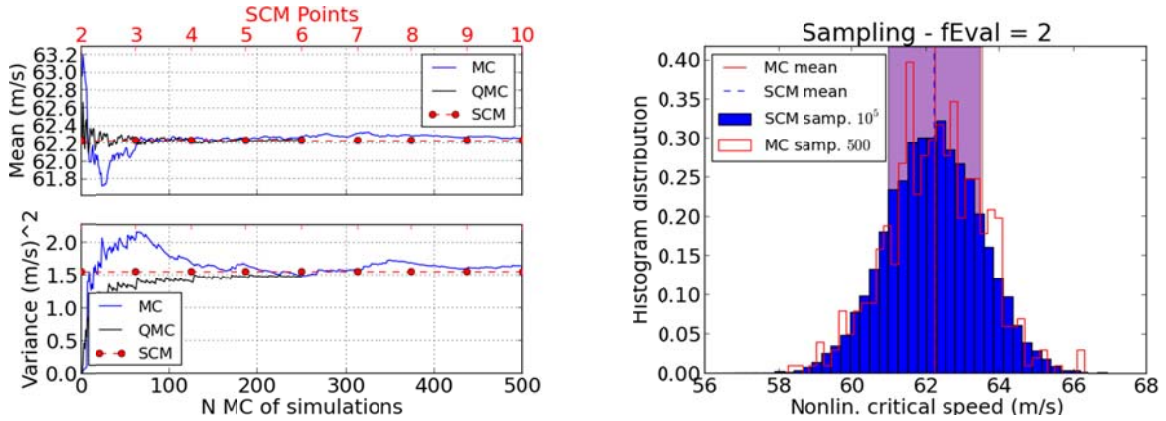 SCM Points
2 3 4 5 6 7 8 9 10
63.2
63.0
62.8
62.6
62.4
62.2
62.0
61.8
Mean (m/s)
MC
QMC
SCM
2.0
1.5
1.0
0.5
0.0
Variance (m/s)^2
MC
QMC
SCM
0 100 200 300 400 500
N MC of simulations
Sampling - fEval = 2
0.40
0.35
0.30
0.25
0.20
0.15
0.10
0.05
0.00
Histogram distribution
MC mean
SCM mean
SCM samp. 10^5
MC samp. 500
56 58 60 62 64 66 68
Nonlin. critical speed (m/s)